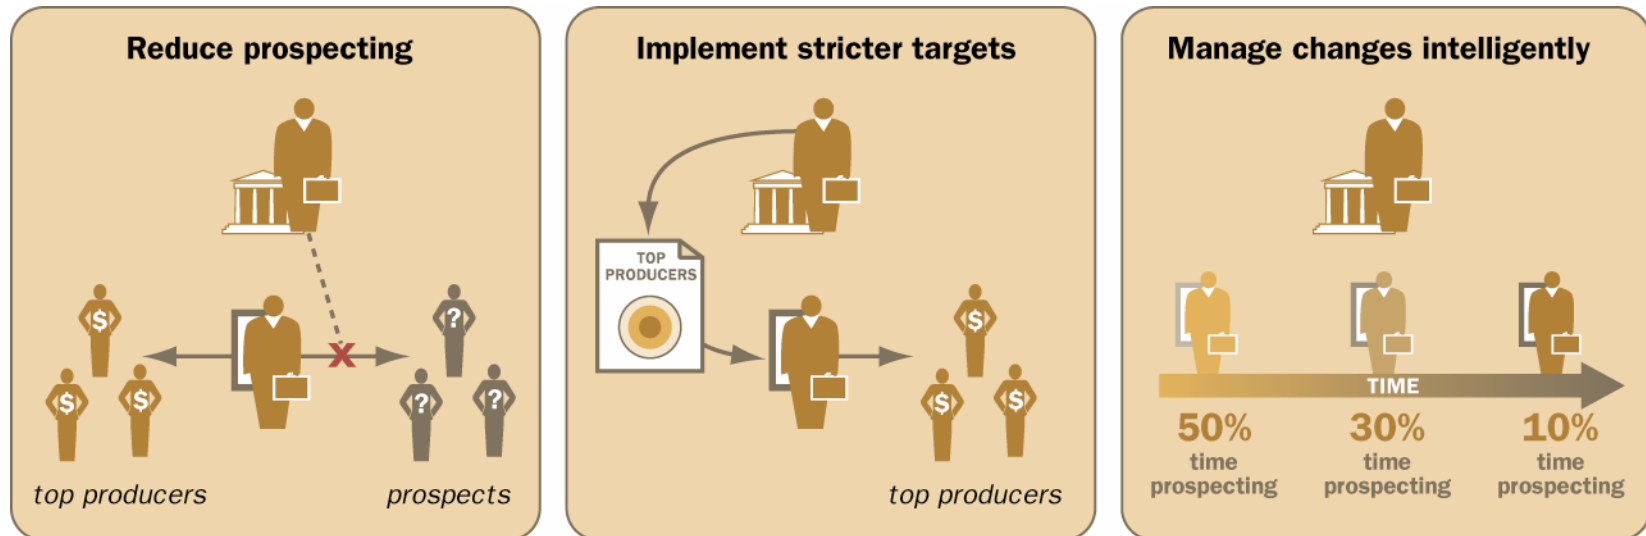 Reduce prospecting
$
$
$
X
?
?
?
top producers
prospects
Implement stricter targets
TOP
PRODUCERS
$
$
$
top producers
Manage changes intelligently
TIME
50%
time
prospecting
30%
time
prospecting
10%
time
prospecting